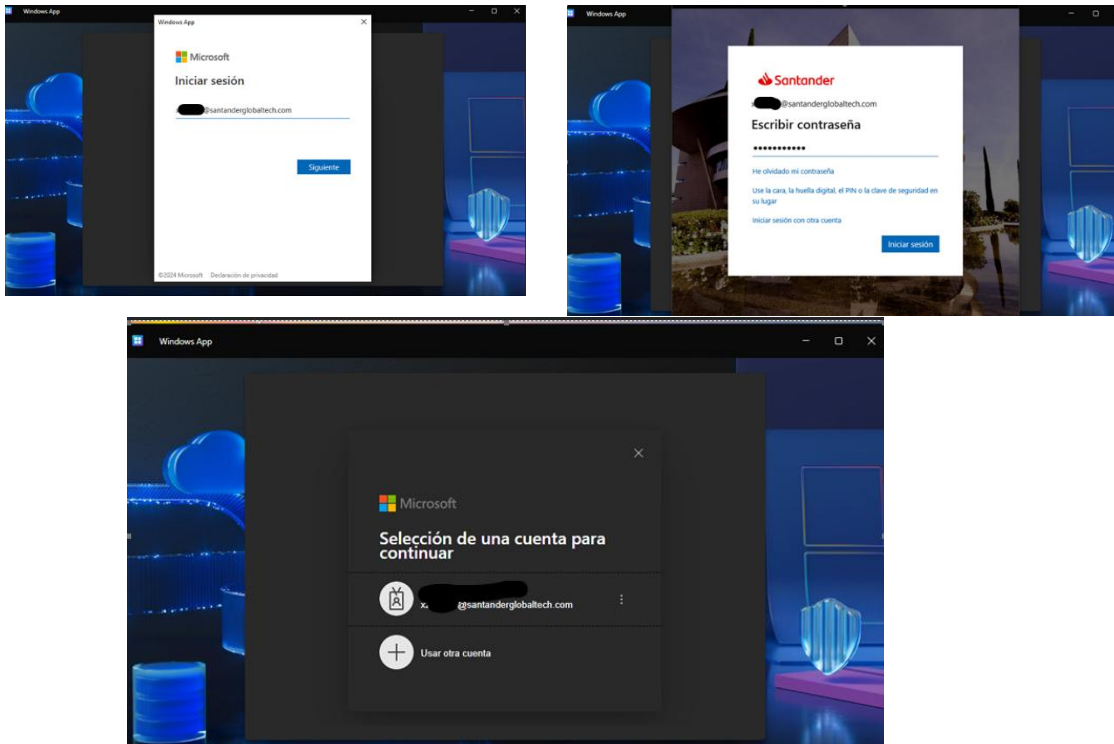 Windows App
Windows App
Microsoft
Iniciar sesión
@santanderglobaltech.com
Siguiente
©2024 Microsoft Declaración de privacidad
Windows App
Santander
@santanderglobaltech.com
Escribir contraseña
He olvidado mi contraseña
Use la cara, la huella digital, el PIN o la clave de seguridad en
su lugar
Iniciar sesión con otra cuenta
Iniciar sesión
Windows App
Microsoft
Selección de una cuenta para
continuar
@santanderglobaltech.com
Usar otra cuenta